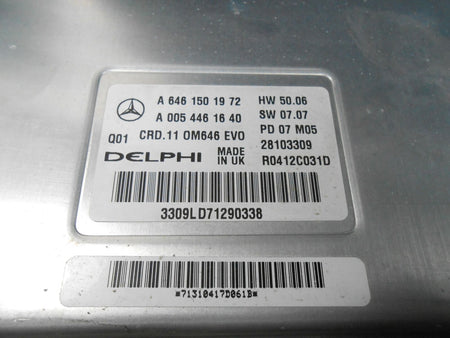 A 646 150 19 72 HW 50.06
A 005 446 16 40 SW 07.07
Q01 CRD.11 OM646 EVO PD 07 M05
DELPHI MADE IN UK 28103309
R0412C031D
3309LD71290338
*71310417D061B*